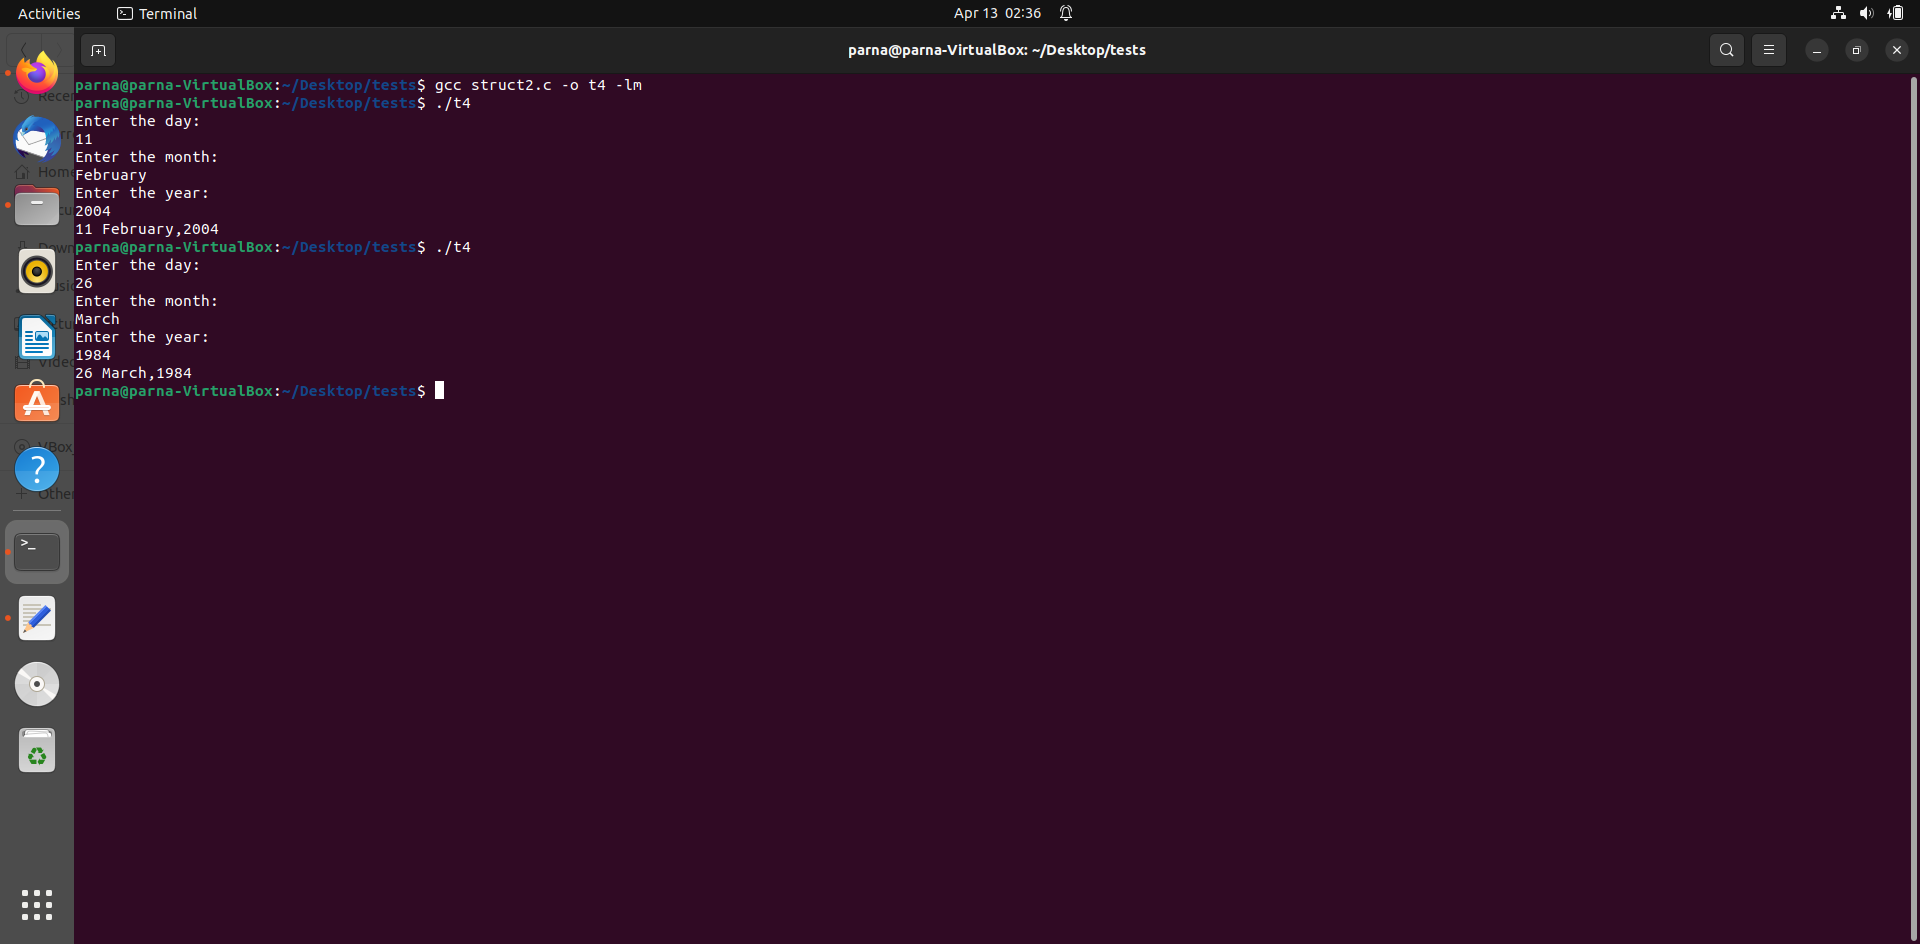 Activities
Terminal
Apr 13 02:36
parna@parna-VirtualBox: ~/Desktop/tests
parna@parna-VirtualBox:~/Desktop/tests$ gcc struct2.c -o t4 -lm
parna@parna-VirtualBox:~/Desktop/tests$ ./t4
Enter the day:
11
Enter the month:
February
Enter the year:
2004
11 February,2004
parna@parna-VirtualBox:~/Desktop/tests$ ./t4
Enter the day:
26
Enter the month:
March
Enter the year:
1984
26 March,1984
parna@parna-VirtualBox:~/Desktop/tests$
Home
VBox
Other